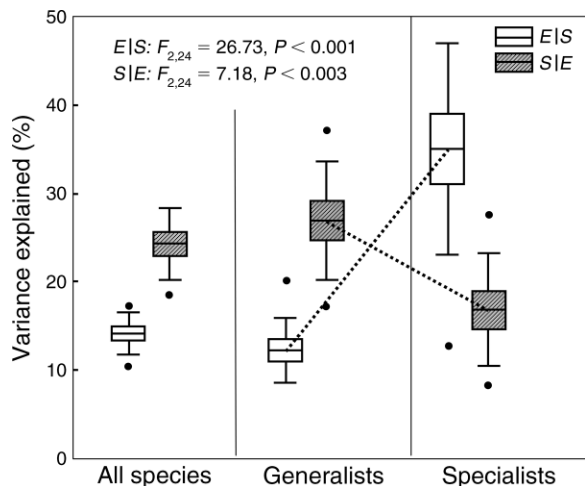 50
40
30
20
10
0
Variance explained (%)
E|S: F2,24 = 26.73, P < 0.001
S|E: F2,24 = 7.18, P < 0.003
E|S
S|E
All species
Generalists
Specialists